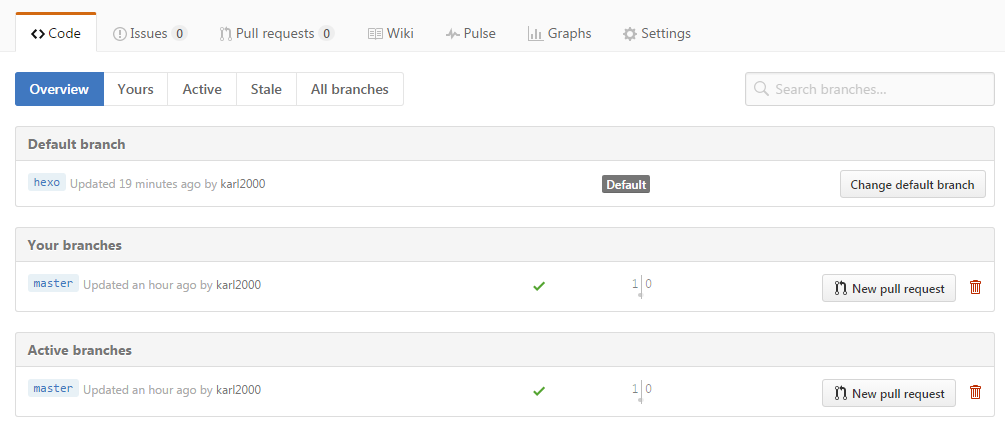 Code Issues 0 Pull requests 0 Wiki Pulse Graphs Settings
Overview Yours Active Stale All branches Search branches...
Default branch
hexo Updated 19 minutes ago by karl2000 Default Change default branch
Your branches
master Updated an hour ago by karl2000 1 0 New pull request
Active branches
master Updated an hour ago by karl2000 1 0 New pull request